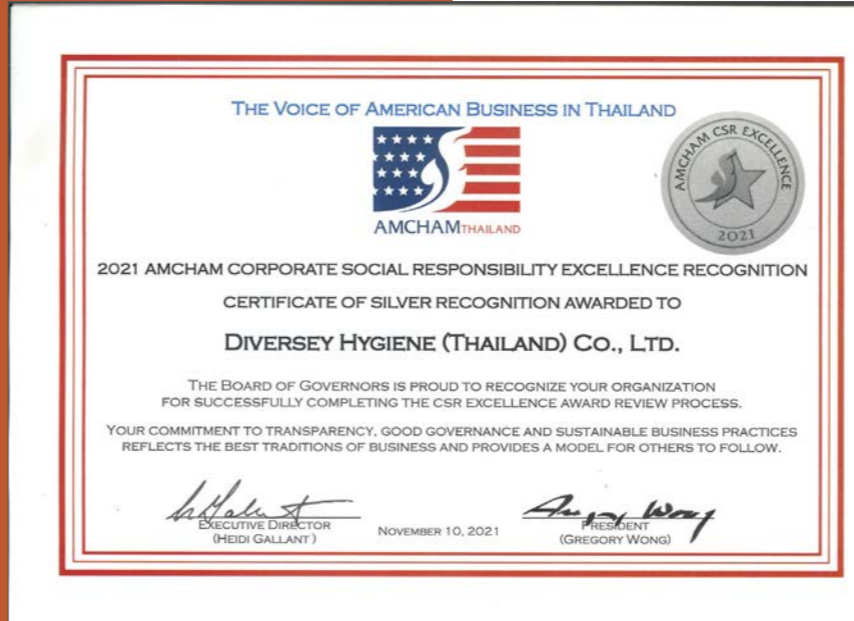 THE VOICE OF AMERICAN BUSINESS IN THAILAND
AMCHAM CSR EXCELLENCE
2021
AMCHAMTHAILAND
2021 AMCHAM CORPORATE SOCIAL RESPONSIBILITY EXCELLENCE RECOGNITION
CERTIFICATE OF SILVER RECOGNITION AWARDED TO
DIVERSEY HYGIENE (THAILAND) CO., LTD.
THE BOARD OF GOVERNORS IS PROUD TO RECOGNIZE YOUR ORGANIZATION
FOR SUCCESSFULLY COMPLETING THE CSR EXCELLENCE AWARD REVIEW PROCESS.
YOUR COMMITMENT TO TRANSPARENCY, GOOD GOVERNANCE AND SUSTAINABLE BUSINESS PRACTICES
REFLECTS THE BEST TRADITIONS OF BUSINESS AND PROVIDES A MODEL FOR OTHERS TO FOLLOW.
EXECUTIVE DIRECTOR
(HEIDI GALLANT )
NOVEMBER 10, 2021
PRESIDENT
(GREGORY WONG)